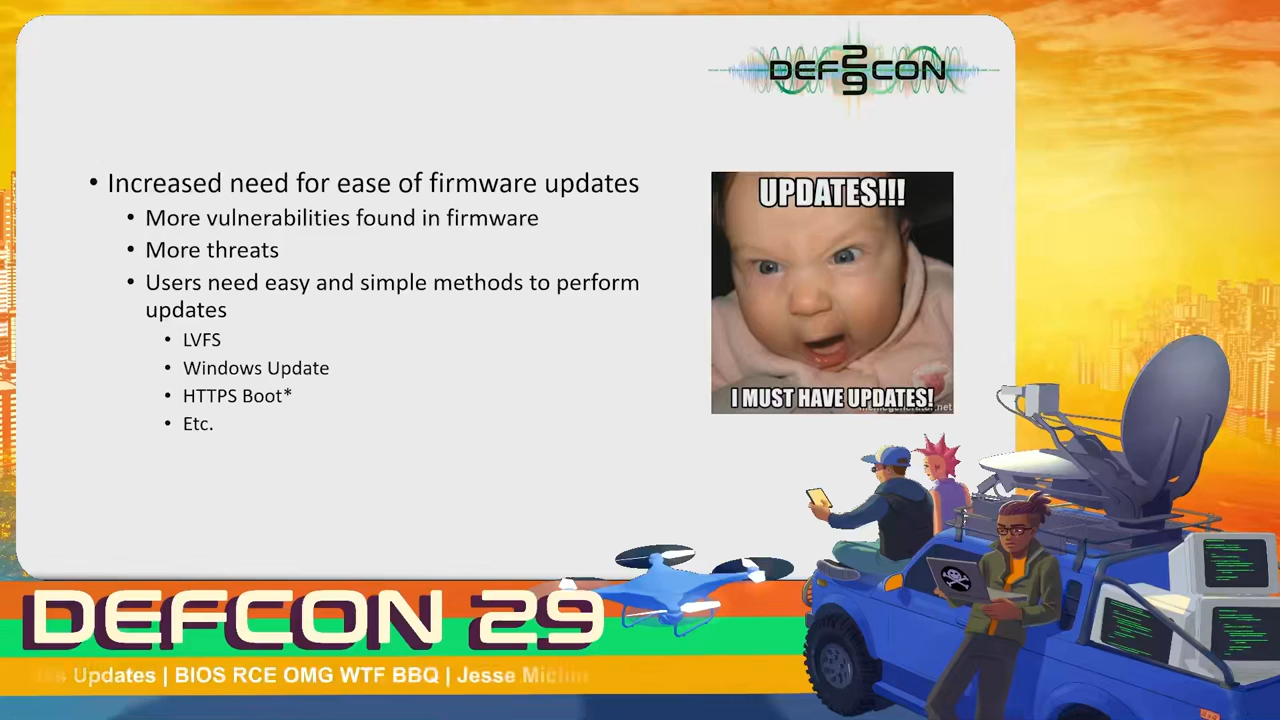 DEF CON
29
• Increased need for ease of firmware updates
• More vulnerabilities found in firmware
• More threats
• Users need easy and simple methods to perform
updates
• LVFS
• Windows Update
• HTTPS Boot*
• Etc.
UPDATES!!!
I MUST HAVE UPDATES!
DEFCON 29
Updates | BIOS RCE OMG WTF BBQ | Jesse